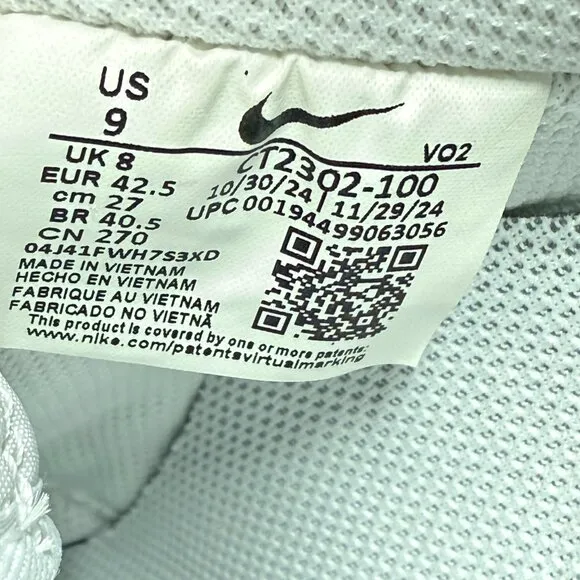 US
9
VO2
UK 8
CT2302-100
EUR 42.5
10/30/24 | 11/29/24
cm 27
UPC 00194499063056
BR 40.5
CN 270
04J41FWH7S3XD
MADE IN VIETNAM
HECHO EN VIETNAM
FABRIQUE AU VIETNAM
FABRICADO NO VIETNÃ
This product is covered by one or more patents:
www.nike.com/patentsvirtualmarking